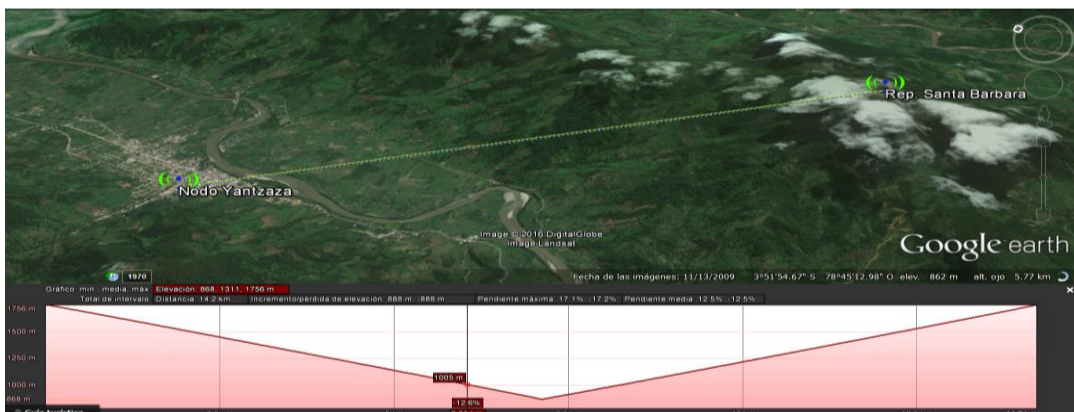 Rep. Santa Barbara
Nodo Yantzaza
Image © 2016 DigitalGlobe
Image Landsat
Google earth
1970
Fecha de las imágenes: 11/13/2009 3°51'54.67" S 78°45'12.98" O elev. 862 m alt. ojo 5.77 km
Gráfico min . media, máx Elevación: 868, 1311, 1756 m
Total de intervalo Distancia: 14.2 km Incremento/pérdida de elevación: 888 m, -888 m Pendiente máxima: 17.1%, -17.2% Pendiente media: 12.5%, -12.5%
1756 m
1500 m
1250 m
1005 m
1000 m
868 m
-12.6%
Guía turística